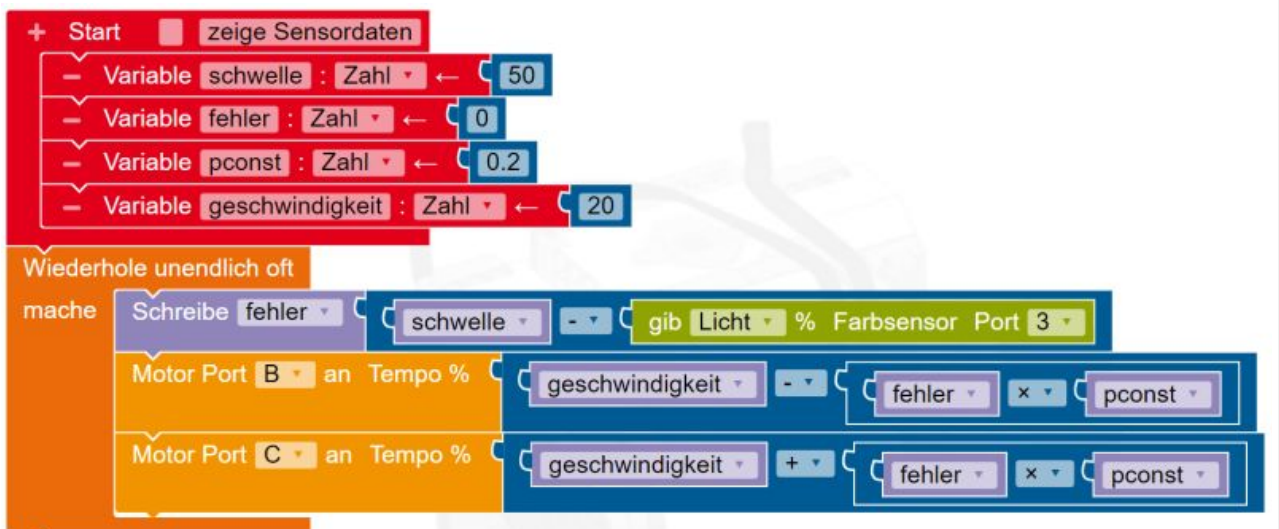 + Start zeige Sensordaten
− Variable schwelle : Zahl ← 50
− Variable fehler : Zahl ← 0
− Variable pconst : Zahl ← 0.2
− Variable geschwindigkeit : Zahl ← 20
Wiederhole unendlich oft
mache Schreibe fehler schwelle - gib Licht % Farbsensor Port 3
Motor Port B an Tempo % geschwindigkeit - fehler × pconst
Motor Port C an Tempo % geschwindigkeit + fehler × pconst